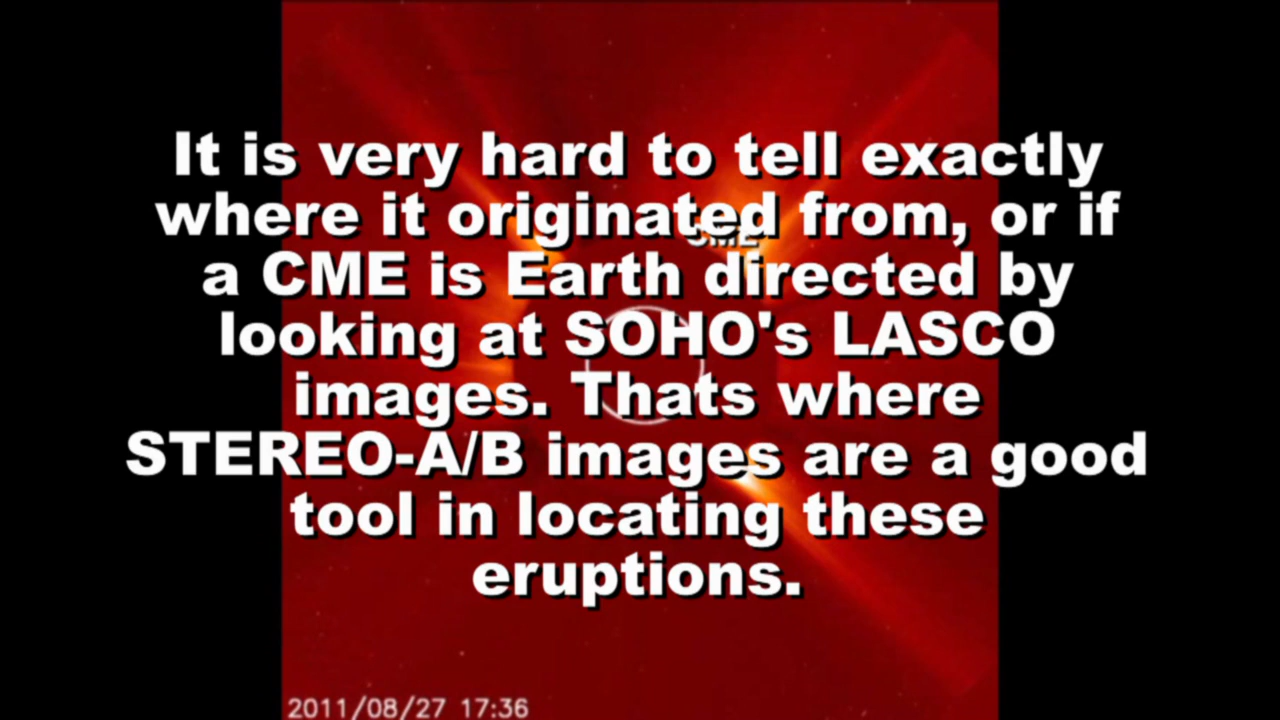 It is very hard to tell exactly
where it originated from, or if
CME
a CME is Earth directed by
looking at SOHO's LASCO
images. Thats where
STEREO-A/B images are a good
tool in locating these
eruptions.
2011/08/27 17:36